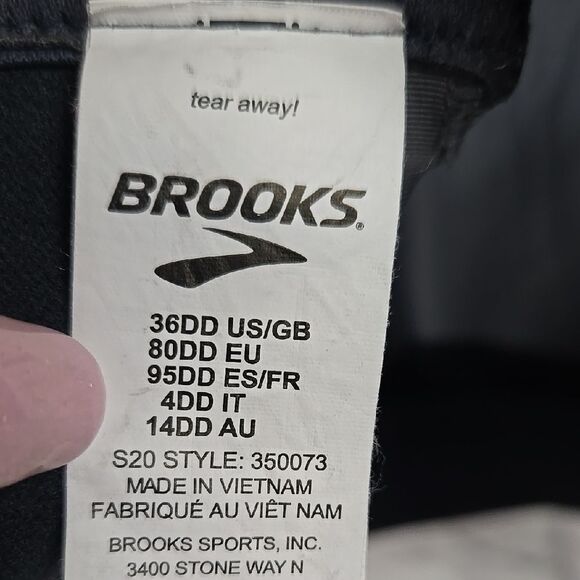 tear away!
BROOKS®
36DD US/GB
80DD EU
95DD ES/FR
4DD IT
14DD AU
S20 STYLE: 350073
MADE IN VIETNAM
FABRIQUÉ AU VIÊT NAM
BROOKS SPORTS, INC.
3400 STONE WAY N